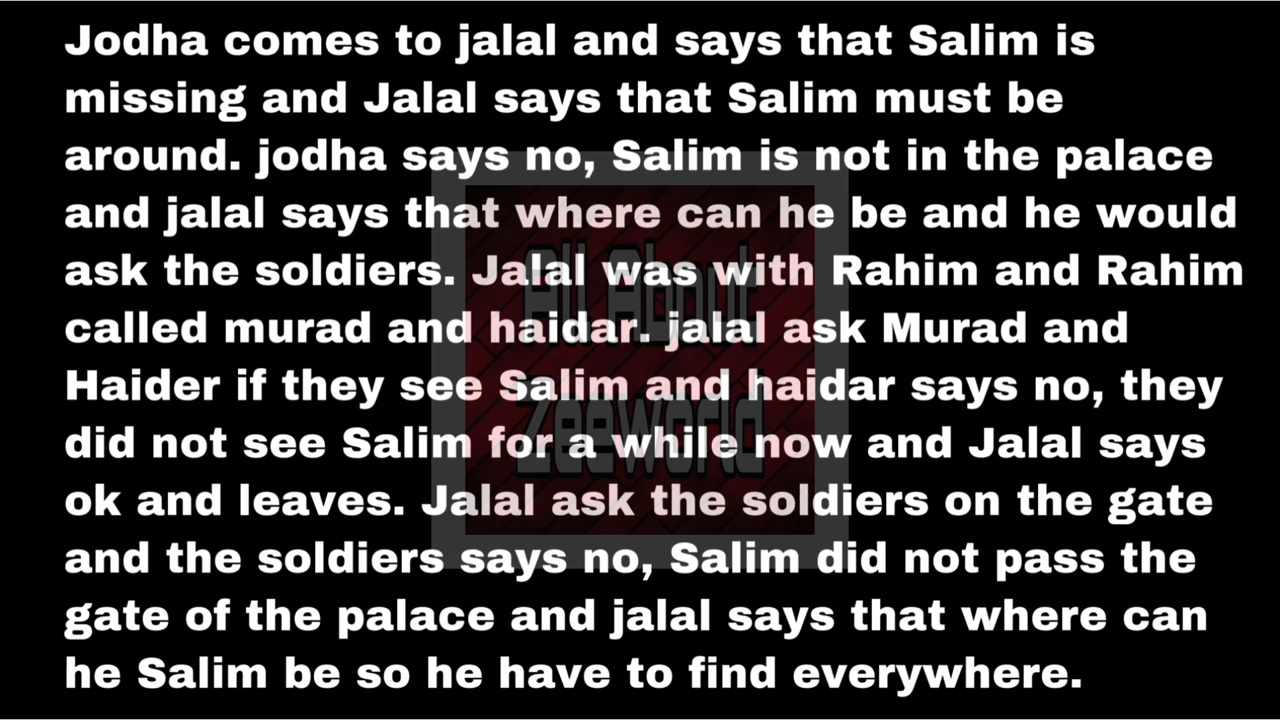 Jodha comes to jalal and says that Salim is
missing and Jalal says that Salim must be
around. jodha says no, Salim is not in the palace
and jalal says that where can he be and he would
ask the soldiers. Jalal was with Rahim and Rahim
called murad and haidar. jalal ask Murad and
Haider if they see Salim and haidar says no, they
did not see Salim for a while now and Jalal says
ok and leaves. Jalal ask the soldiers on the gate
and the soldiers says no, Salim did not pass the
gate of the palace and jalal says that where can
he Salim be so he have to find everywhere.
All About
Zeeworld